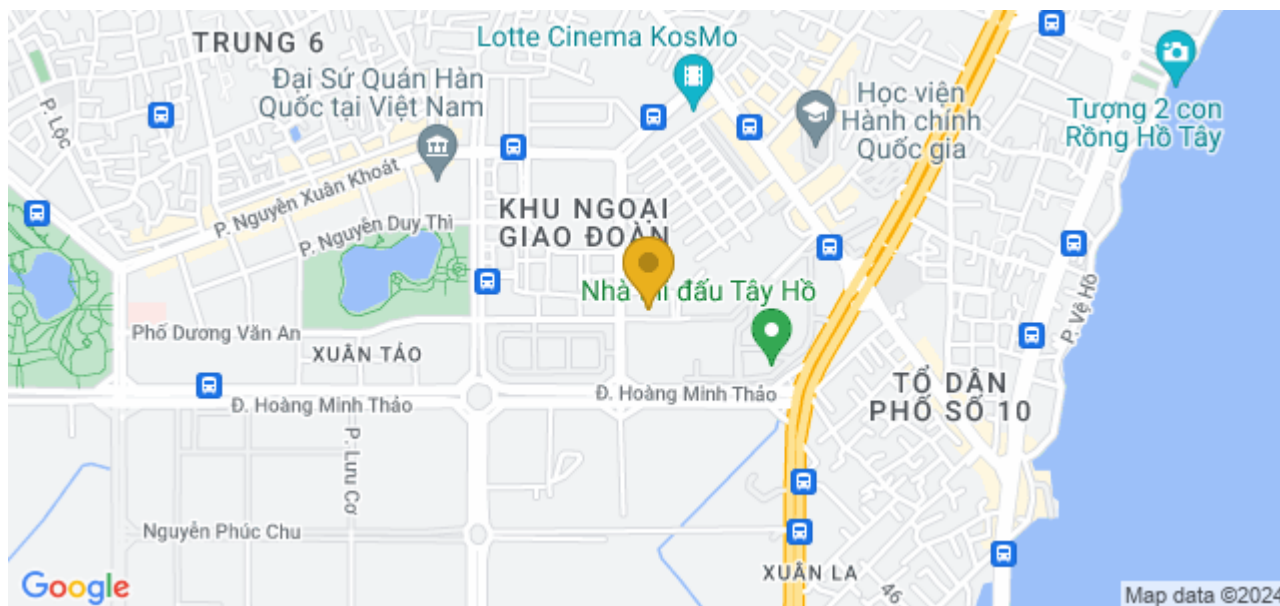 TRUNG 6
Lotte Cinema KosMo
Đại Sứ Quán Hàn
Quốc tại Việt Nam
Học viện
Hành chính
Quốc gia
Tượng 2 con
Rồng Hồ Tây
P. Lộc
P. Nguyễn Xuân Khoát
P. Nguyễn Duy Thì
KHU NGOẠI
GIAO ĐOÀN
Nhà thi đấu Tây Hồ
P. Vệ Hồ
Phố Dương Văn An
XUÂN TẢO
Đ. Hoàng Minh Thảo
Đ. Hoàng Minh Thảo
TỔ DÂN
PHỐ SỐ 10
P. Lưu Cơ
Nguyễn Phúc Chu
XUÂN LA
46
Google
Map data ©2024